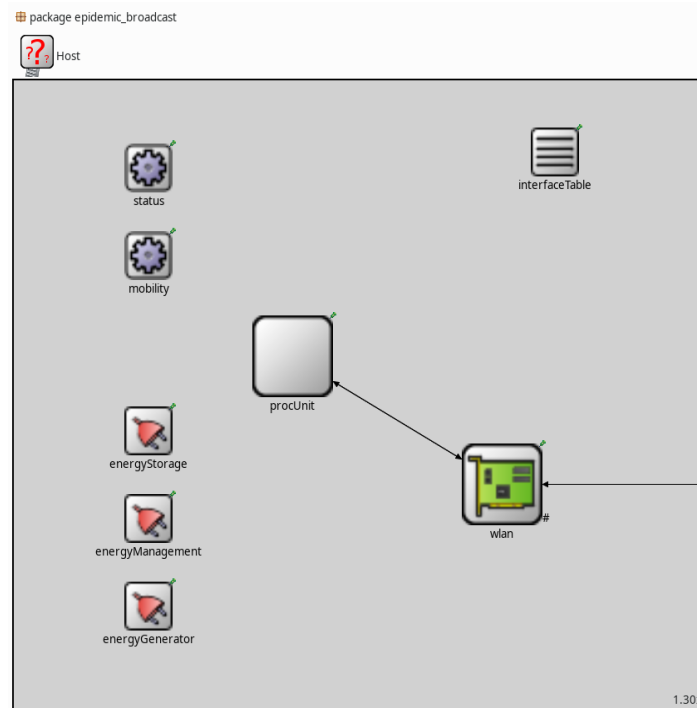 package epidemic_broadcast
??? Host
status
interfaceTable
mobility
procUnit
energyStorage
wlan
#
energyManagement
energyGenerator
1.30